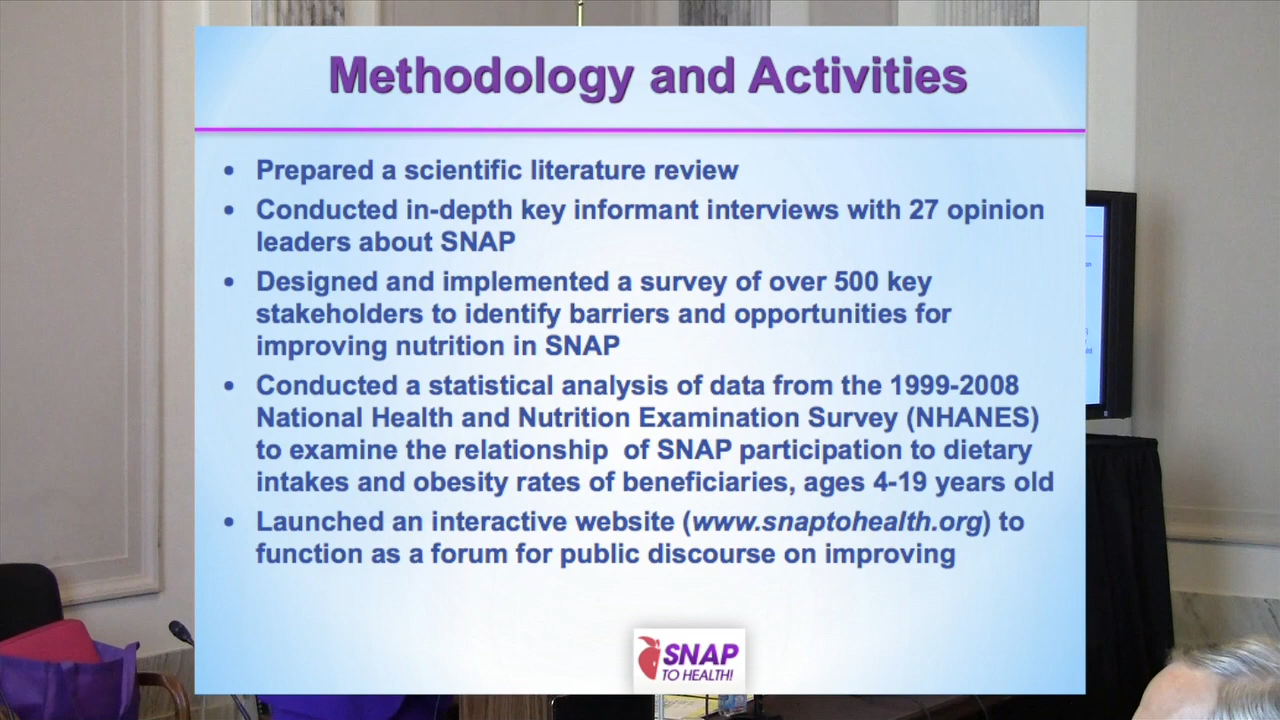 Methodology and Activities
• Prepared a scientific literature review
• Conducted in-depth key informant interviews with 27 opinion
leaders about SNAP
• Designed and implemented a survey of over 500 key
stakeholders to identify barriers and opportunities for
improving nutrition in SNAP
• Conducted a statistical analysis of data from the 1999-2008
National Health and Nutrition Examination Survey (NHANES)
to examine the relationship of SNAP participation to dietary
intakes and obesity rates of beneficiaries, ages 4-19 years old
• Launched an interactive website (www.snaptohealth.org) to
function as a forum for public discourse on improving
SNAP
TO HEALTH!